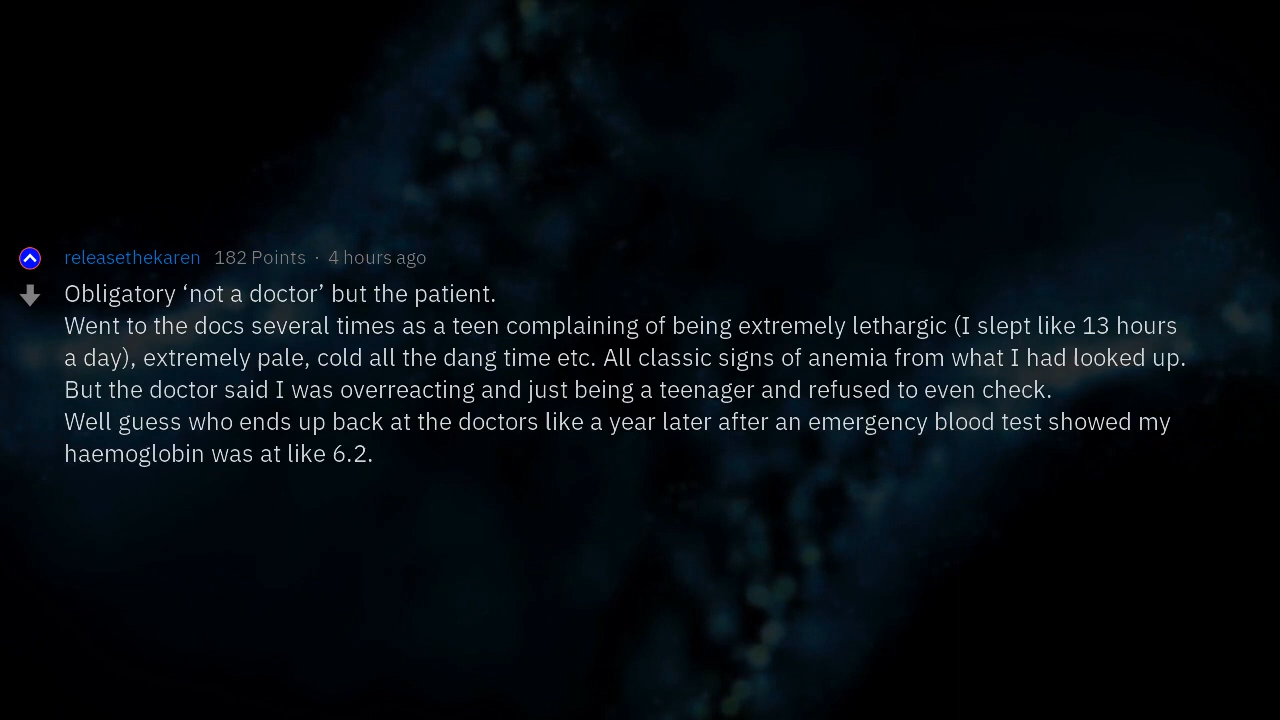 releasethekaren 182 Points · 4 hours ago
Obligatory ‘not a doctor’ but the patient.
Went to the docs several times as a teen complaining of being extremely lethargic (I slept like 13 hours
a day), extremely pale, cold all the dang time etc. All classic signs of anemia from what I had looked up.
But the doctor said I was overreacting and just being a teenager and refused to even check.
Well guess who ends up back at the doctors like a year later after an emergency blood test showed my
haemoglobin was at like 6.2.